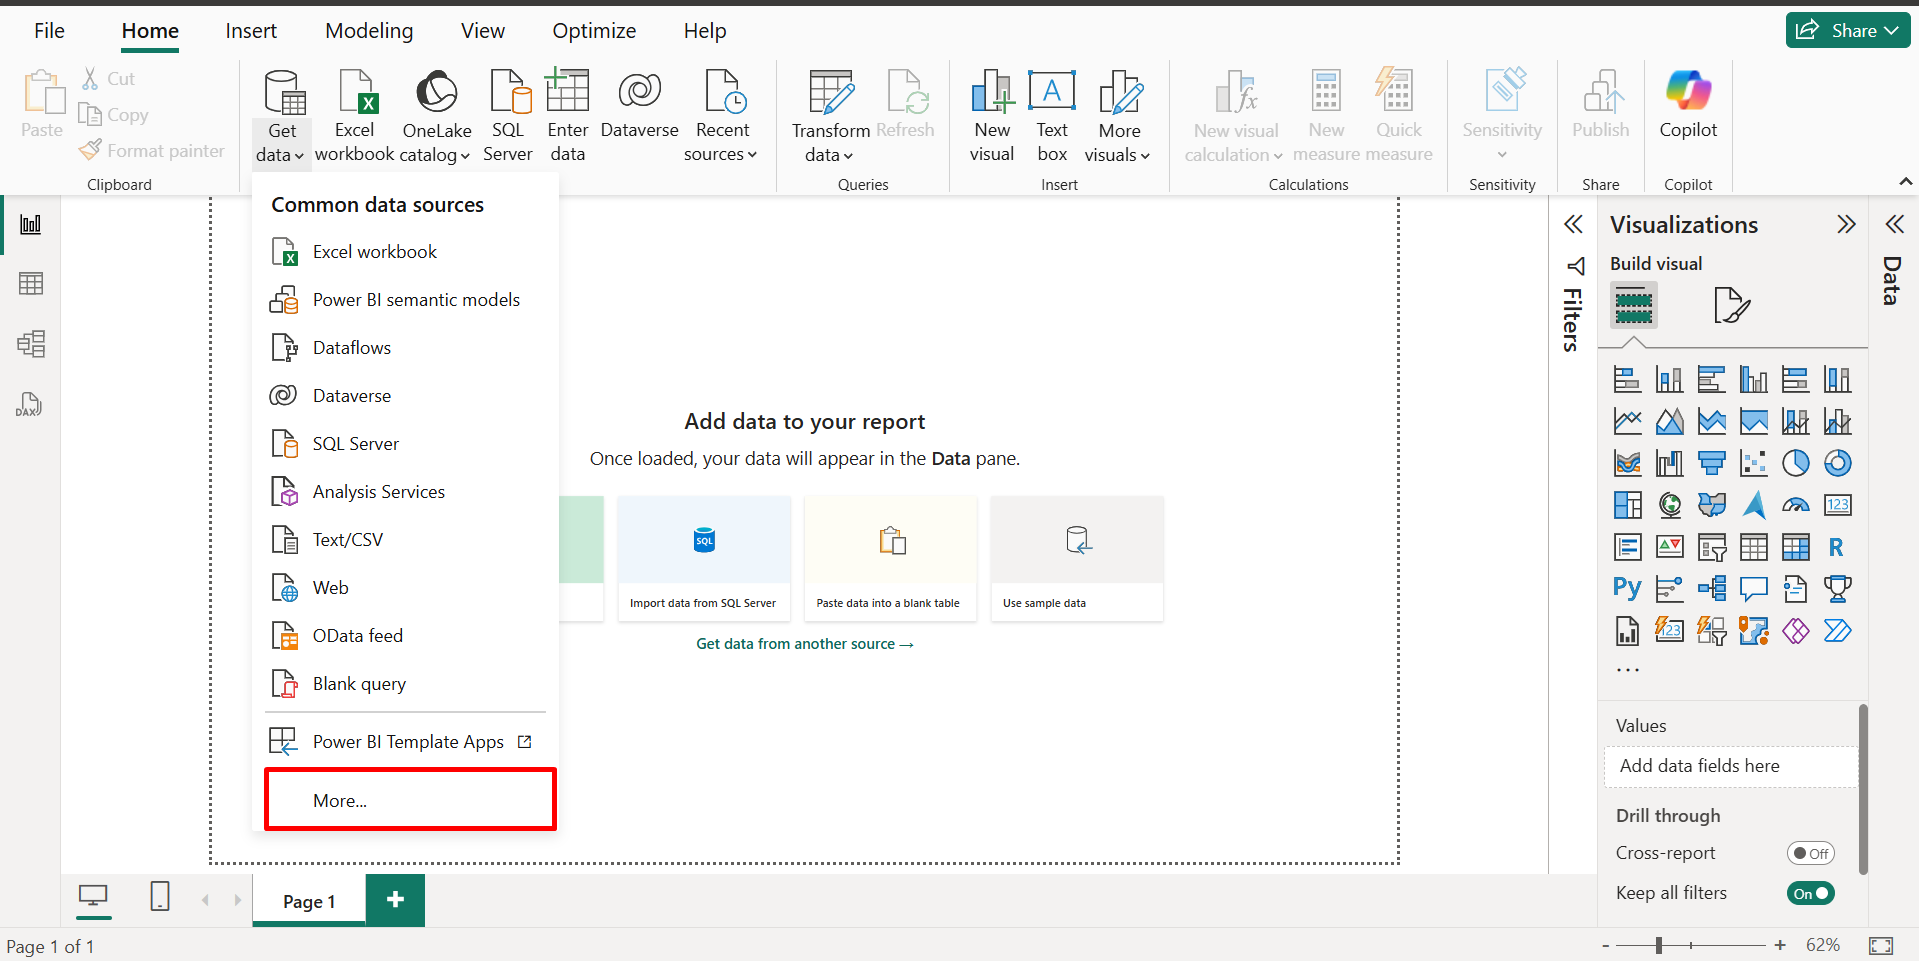 File
Home
Insert
Modeling
View
Optimize
Help
Share
Paste
Cut
Copy
Format painter
Clipboard
Get data
Excel workbook
OneLake catalog
SQL Server
Enter data
Dataverse
Recent sources
Transform data
Refresh
Queries
New visual
Text box
More visuals
Insert
New visual calculation
New measure
Quick measure
Calculations
Sensitivity
Sensitivity
Publish
Share
Copilot
Copilot
Common data sources
Excel workbook
Power BI semantic models
Dataflows
Dataverse
SQL Server
Analysis Services
Text/CSV
Web
OData feed
Blank query
Power BI Template Apps
More...
DAX
Add data to your report
Once loaded, your data will appear in the Data pane.
SQL
Import data from SQL Server
Paste data into a blank table
Use sample data
Get data from another source →
Filters
Visualizations
Build visual
123
R
Py
123
...
Values
Add data fields here
Drill through
Cross-report
Off
Keep all filters
On
Data
Page 1
+
Page 1 of 1
- + 62%